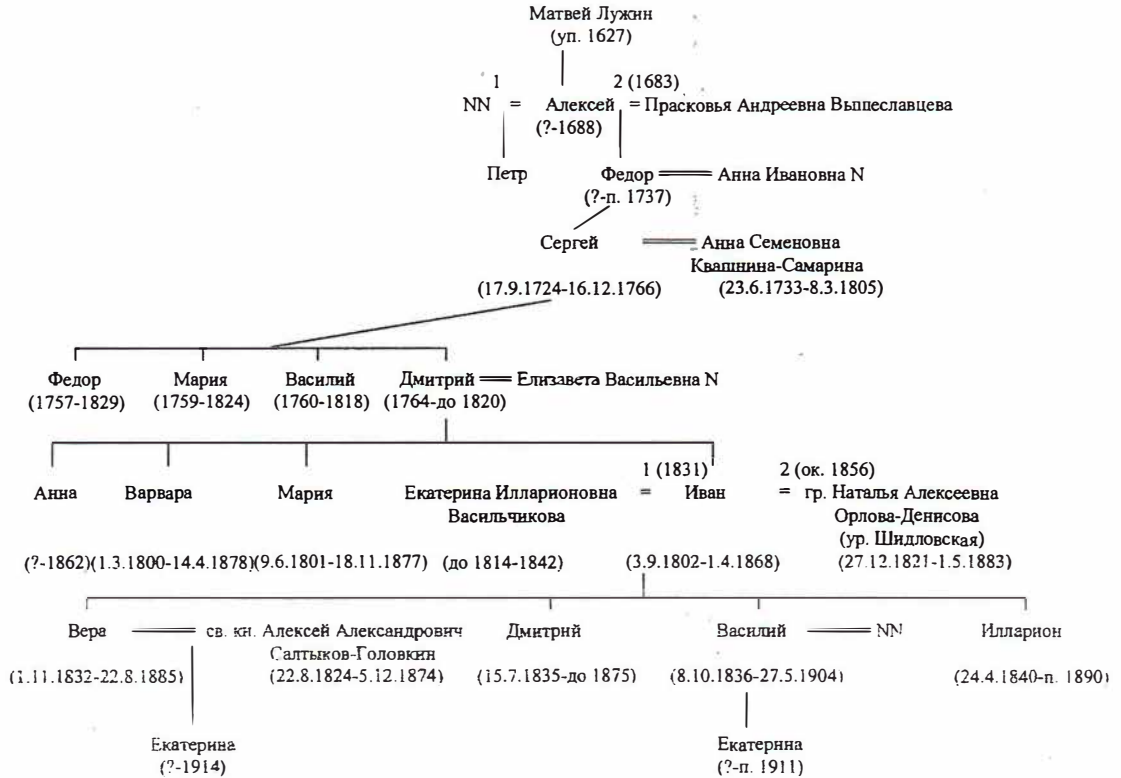 Матвей Лужин
(уп. 1627)
1 2 (1683)
NN = Алексей = Прасковья Андреевна Вышеславцева
(?-1688)
Петр Федор Анна Ивановна N
(?-п. 1737)
Сергей Анна Семеновна
Квашнина-Самарина
(17.9.1724-16.12.1766) (23.6.1733-8.3.1805)
Федор Мария Василий Дмитрий Елизавета Васильевна N
(1757-1829) (1759-1824) (1760-1818) (1764-до 1820)
1 (1831) 2 (ок. 1856)
Анна Варвара Мария Екатерина Илларионовна = Иван = гр. Наталья Алексеевна
Васильчикова Орлова-Денисова
(ур. Шидловская)
(?-1862)(1.3.1800-14.4.1878)(9.6.1801-18.11.1877) (до 1814-1842) (3.9.1802-1.4.1868) (27.12.1821-1.5.1883)
Вера св. кн. Алексей Александрович Дмитрий Василий NN Илларион
Салтыков-Головкин
(1.11.1832-22.8.1885) (22.8.1824-5.12.1874) (15.7.1835-до 1875) (8.10.1836-27.5.1904) (24.4.1840-п. 1890)
Екатерина Екатерина
(?-1914) (?-п. 1911)